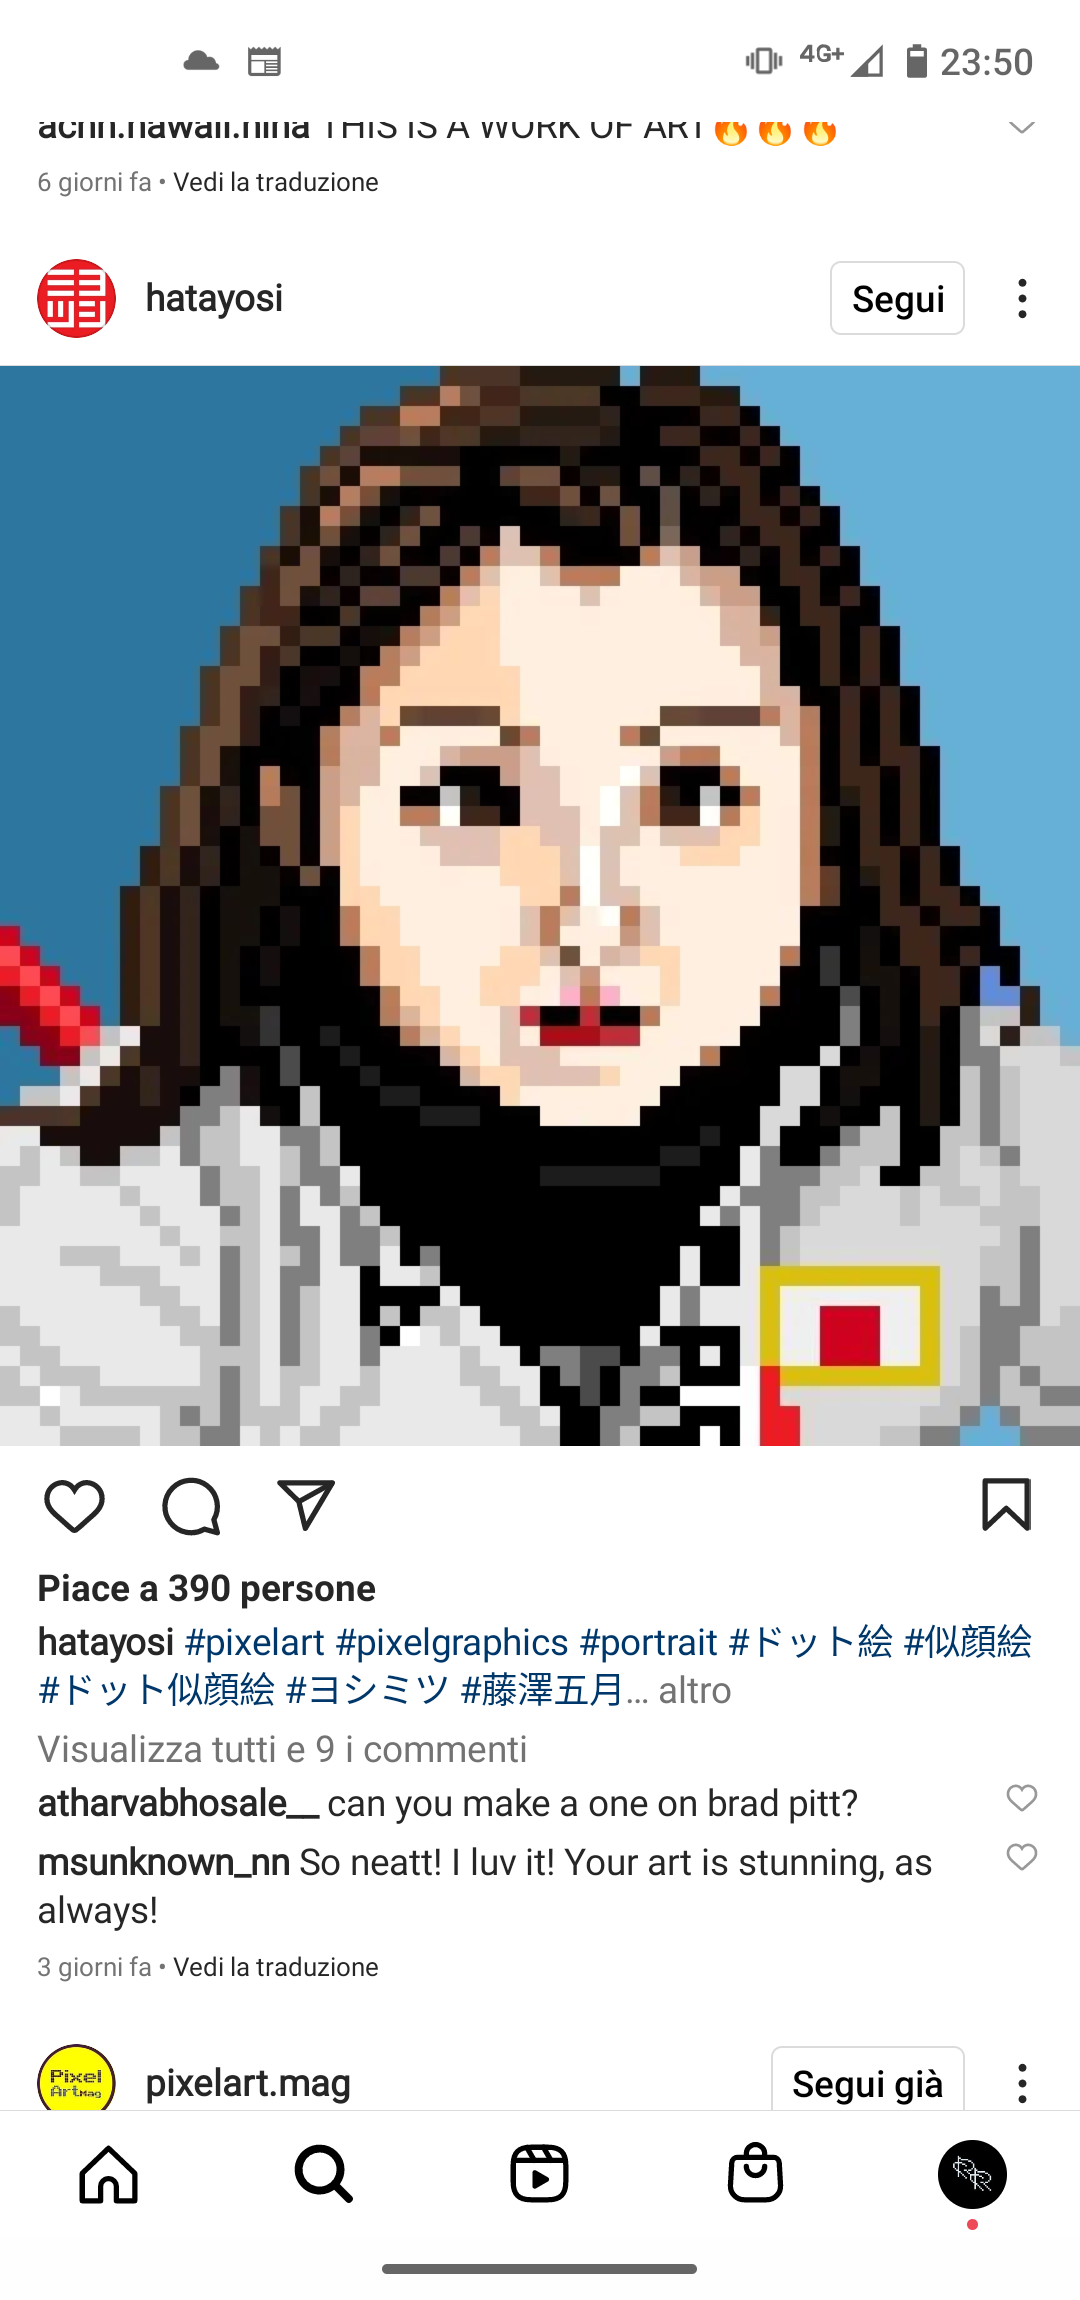 4G+ 23:50
achh.hawaii.nina THIS IS A WORK OF ART🔥🔥🔥
6 giorni fa • Vedi la traduzione
hatayosi
Segui
Piace a 390 persone
hatayosi #pixelart #pixelgraphics #portrait #ドット絵 #似顔絵
#ドット似顔絵 #ヨシミツ #藤澤五月... altro
Visualizza tutti e 9 i commenti
atharvabhosale__ can you make a one on brad pitt?
msunknown_nn So neatt! I luv it! Your art is stunning, as
always!
3 giorni fa • Vedi la traduzione
Pixel
ArtMag
pixelart.mag
Segui già